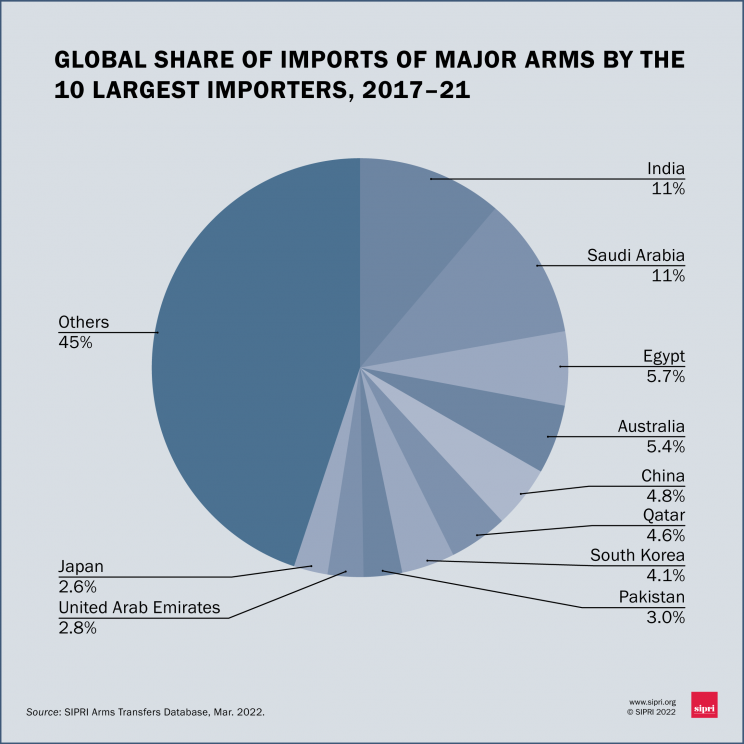 GLOBAL SHARE OF IMPORTS OF MAJOR ARMS BY THE
10 LARGEST IMPORTERS, 2017–21
India
11%
Saudi Arabia
11%
Egypt
5.7%
Australia
5.4%
China
4.8%
Qatar
4.6%
South Korea
4.1%
Pakistan
3.0%
Others
45%
Japan
2.6%
United Arab Emirates
2.8%
Source: SIPRI Arms Transfers Database, Mar. 2022.
www.sipri.org
© SIPRI 2022
sipri